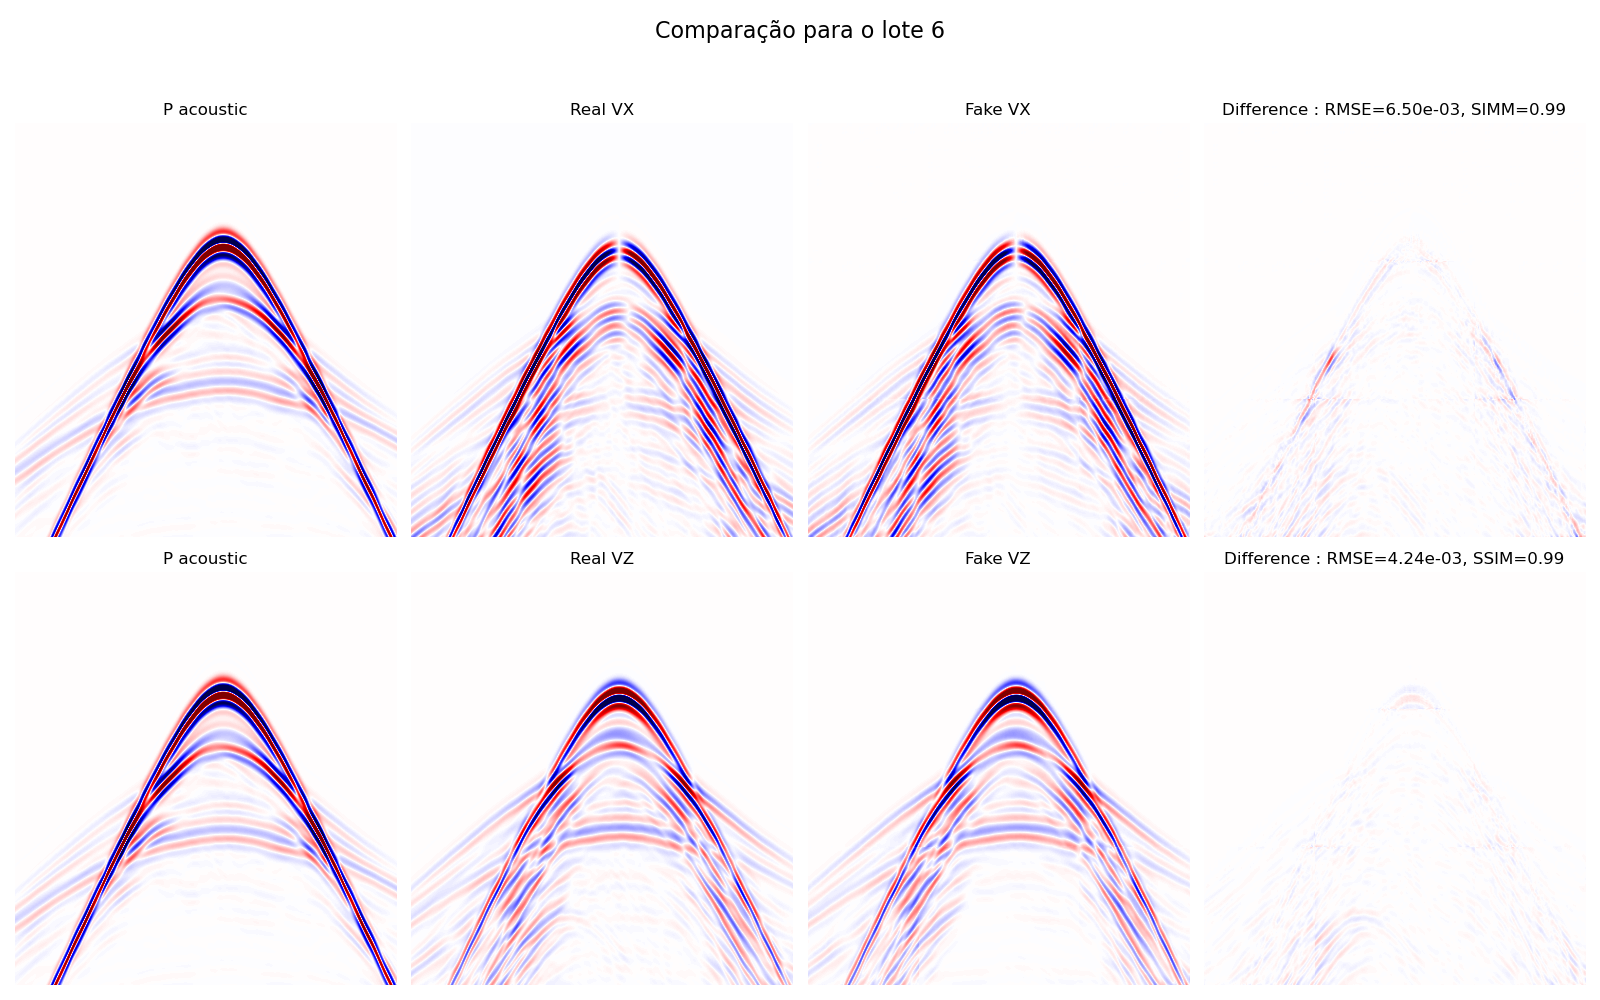 Comparação para o lote 6
P acoustic
Real VX
Fake VX
Difference : RMSE=6.50e-03, SIMM=0.99
P acoustic
Real VZ
Fake VZ
Difference : RMSE=4.24e-03, SSIM=0.99